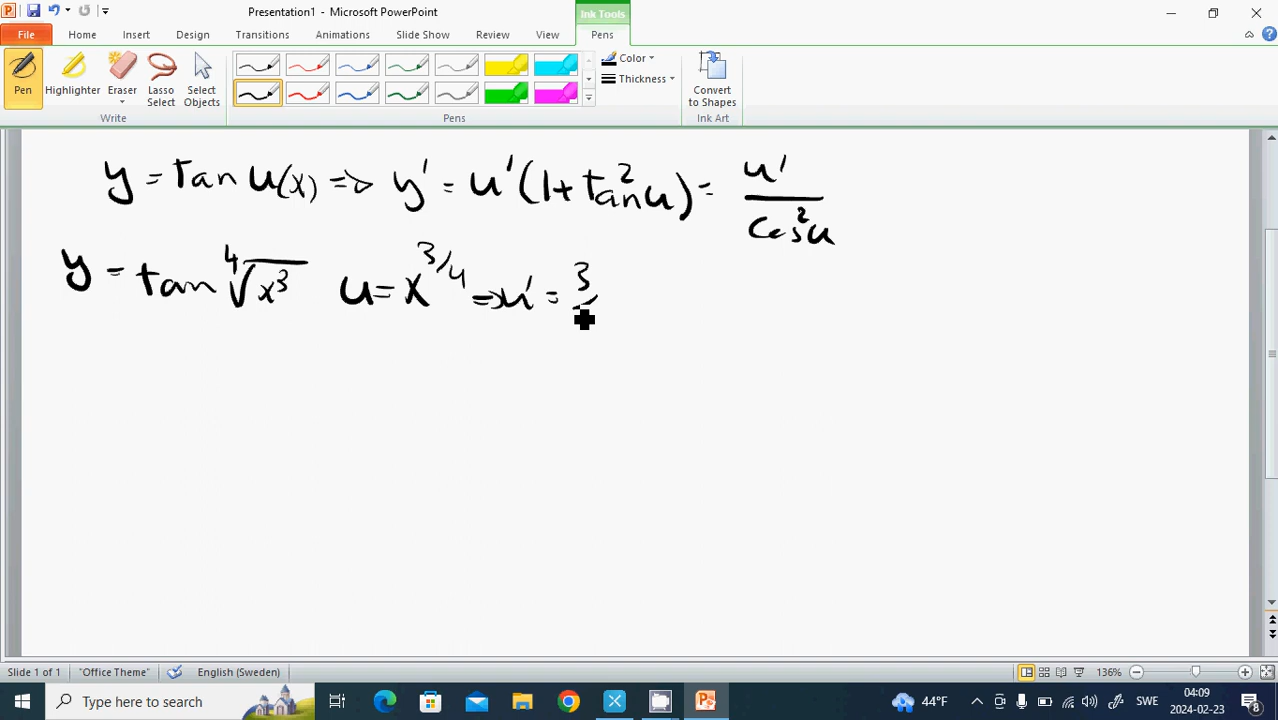 Presentation1 - Microsoft PowerPoint
Ink Tools
File Home Insert Design Transitions Animations Slide Show Review View Pens
Pen Highlighter Eraser Lasso Select Select Objects Color Thickness Convert to Shapes
Write Pens Ink Art
y = tan u(x) => y' = u'(1 + tan²u) = u' / cos²u
y = tan ⁴√x³ u = x^3/4 => u' = 3
Slide 1 of 1 "Office Theme" English (Sweden) 136%
Type here to search 44°F SWE 04:09
2024-02-23 8